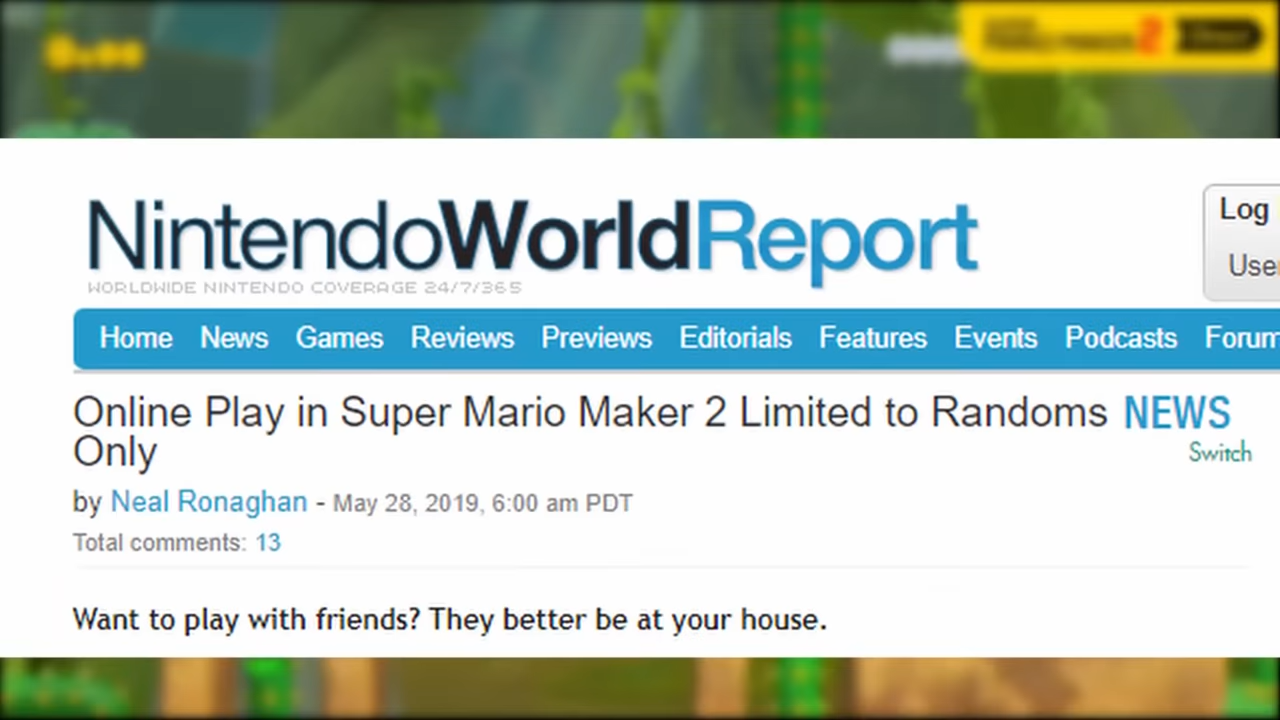 NintendoWorldReport
WORLDWIDE NINTENDO COVERAGE 24/7/365
Log
User
Home News Games Reviews Previews Editorials Features Events Podcasts Forum
Online Play in Super Mario Maker 2 Limited to Randoms NEWS
Only
Switch
by Neal Ronaghan - May 28, 2019, 6:00 am PDT
Total comments: 13
Want to play with friends? They better be at your house.